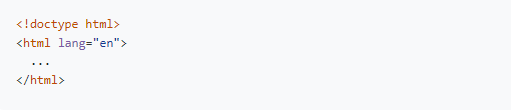 <!doctype html>
<html lang="en">
  ...
</html>